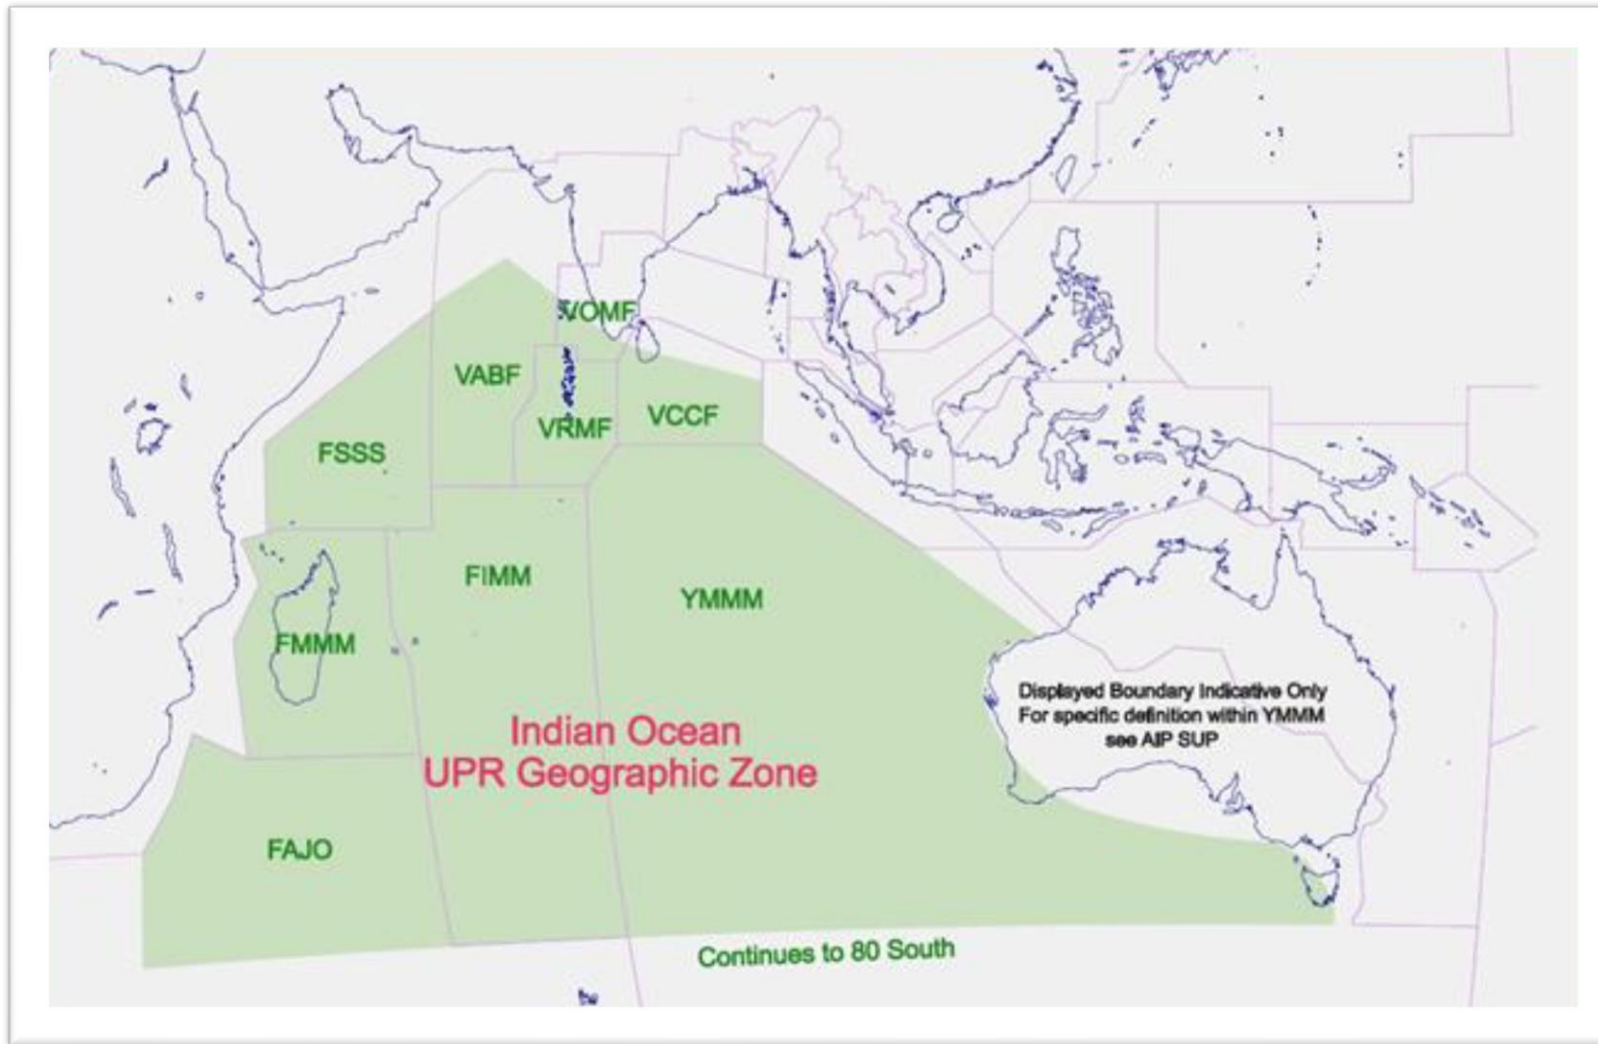 VOMF
VABF
VCCF
VRMF
FSSS
FIMM
YMMM
FMMM
Displayed Boundary Indicative Only
For specific definition within YMMM
see AIP SUP
Indian Ocean
UPR Geographic Zone
FAJO
Continues to 80 South